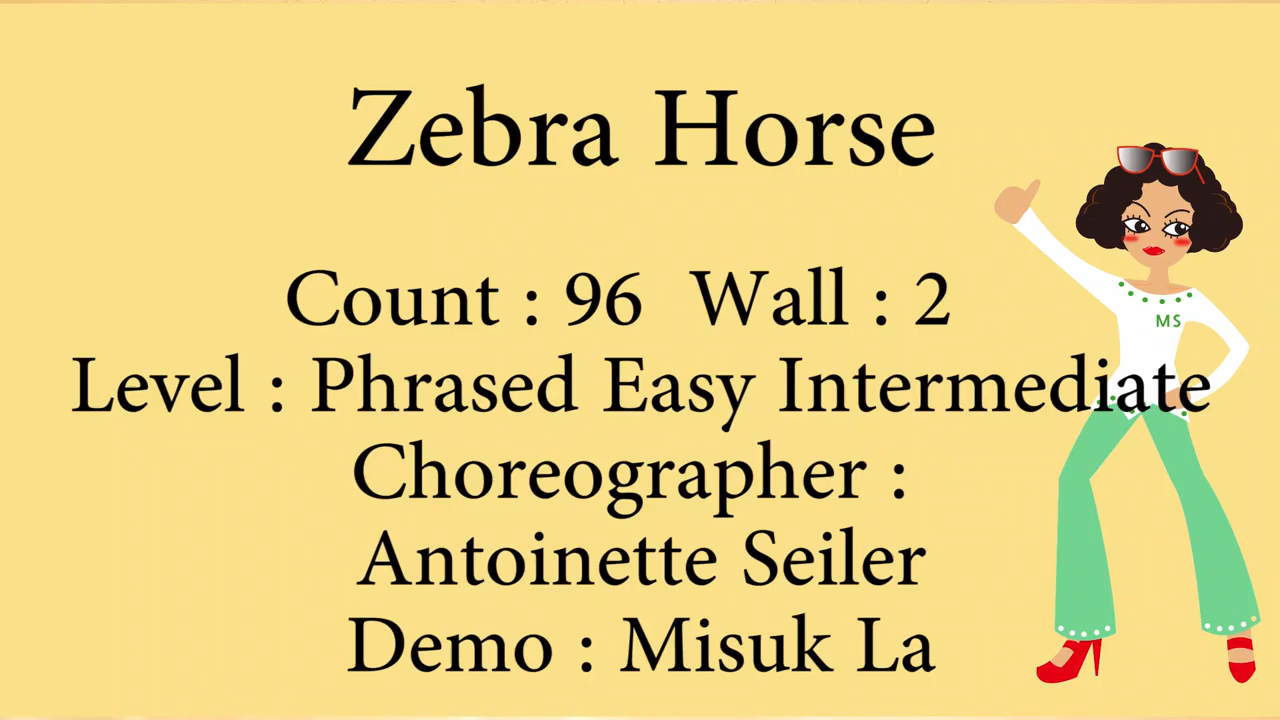 Zebra Horse
Count : 96 Wall : 2
Level : Phrased Easy Intermediate
Choreographer :
Antoinette Seiler
Demo : Misuk La
MS